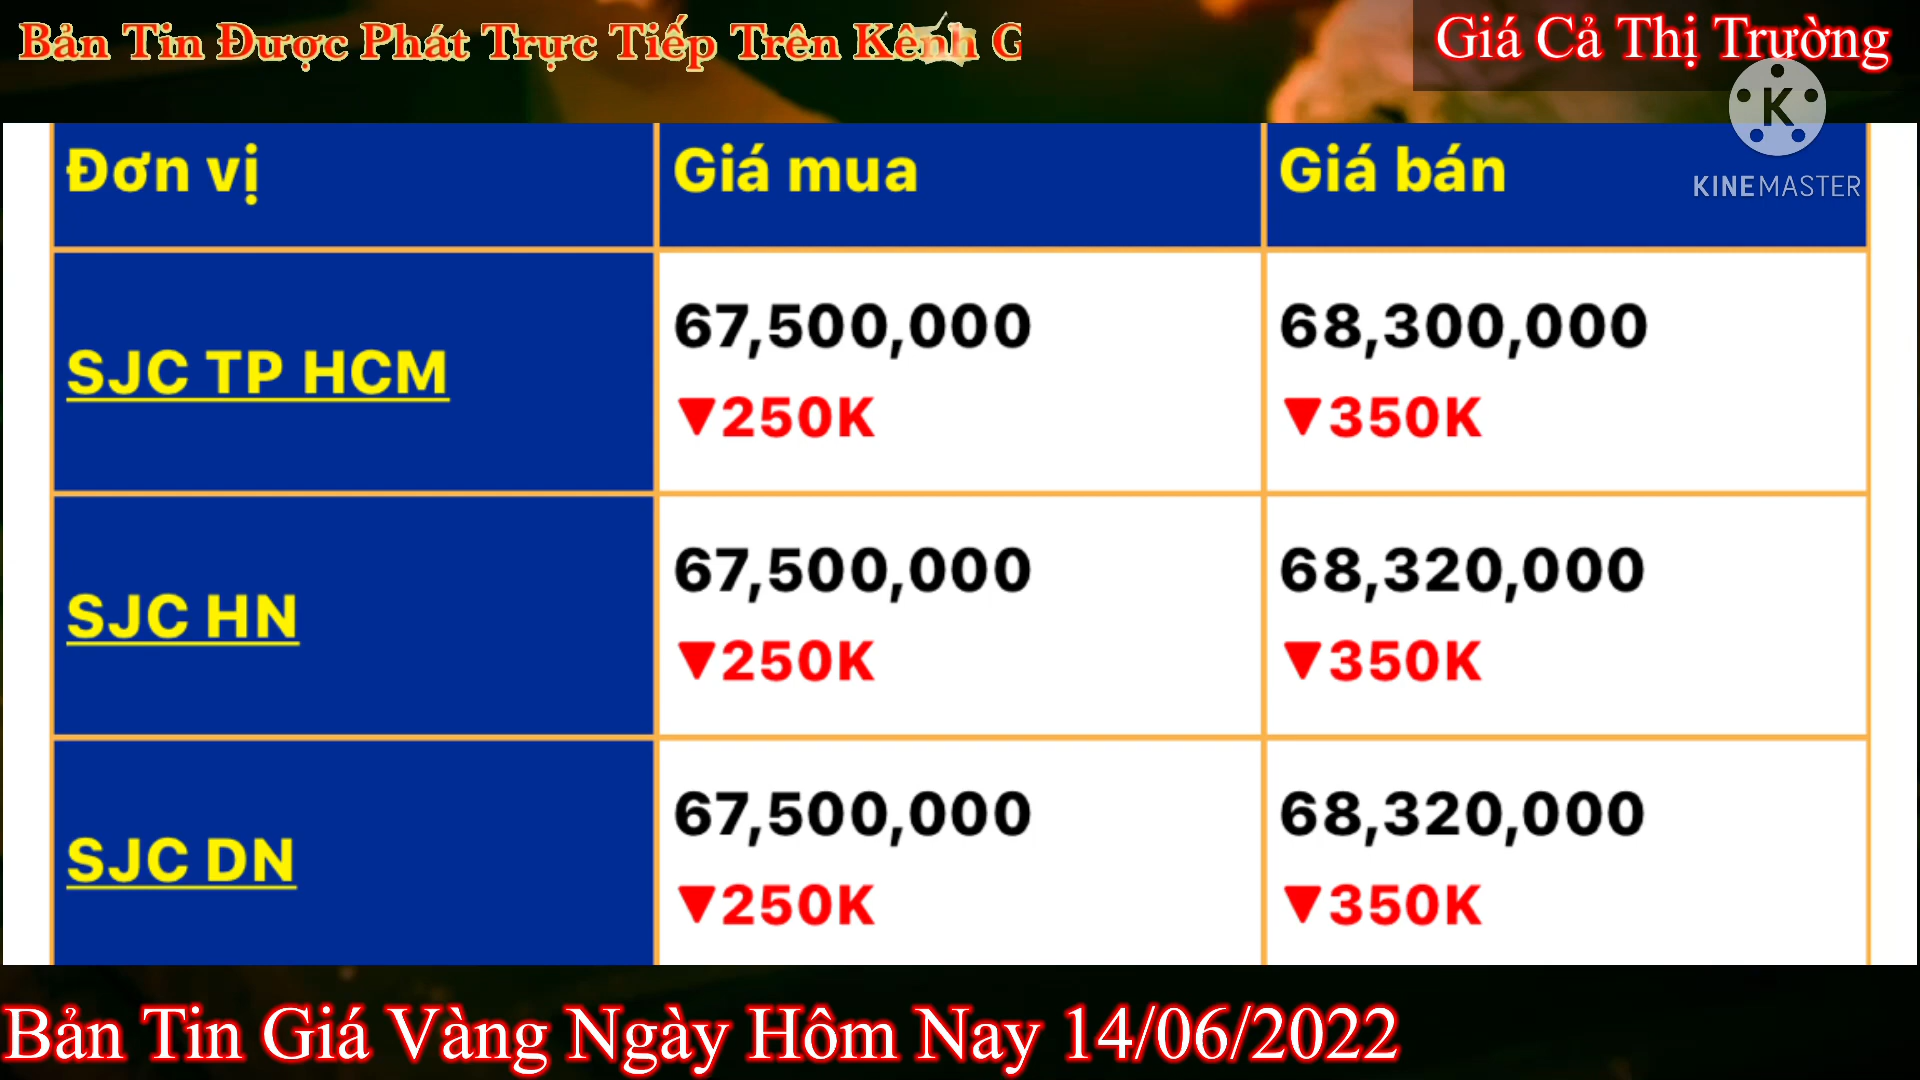 Bản Tin Được Phát Trực Tiếp Trên Kênh G
Giá Cả Thị Trường
K
KINEMASTER
Đơn vị Giá mua Giá bán
SJC TP HCM 67,500,000 68,300,000
▼250K ▼350K
SJC HN 67,500,000 68,320,000
▼250K ▼350K
SJC DN 67,500,000 68,320,000
▼250K ▼350K
Bản Tin Giá Vàng Ngày Hôm Nay 14/06/2022